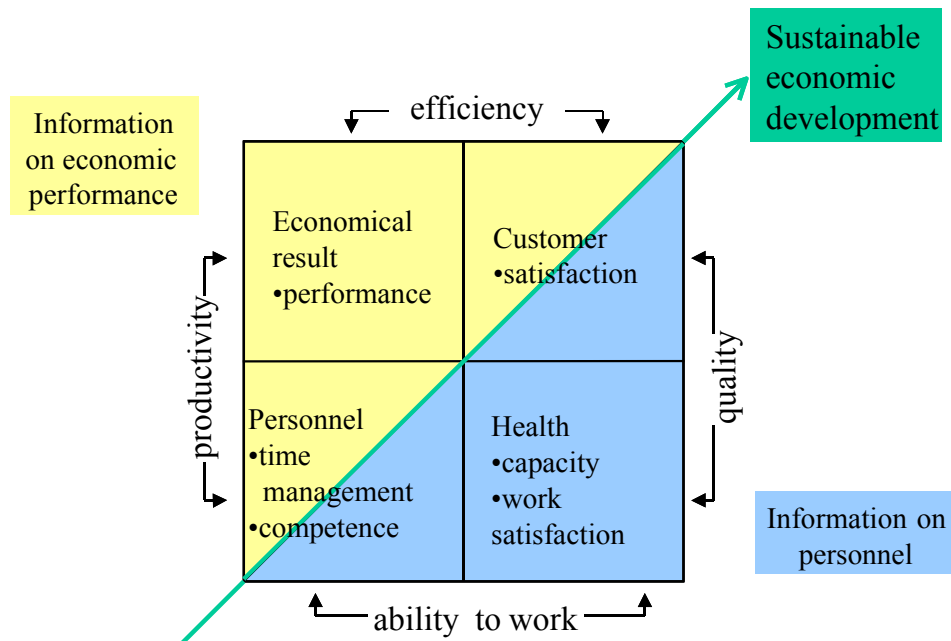 Sustainable
economic
development
efficiency
Information
on economic
performance
Economical
result
•performance
Customer
•satisfaction
productivity
quality
Personnel
•time
management
•competence
Health
•capacity
•work
satisfaction
Information on
personnel
ability to work